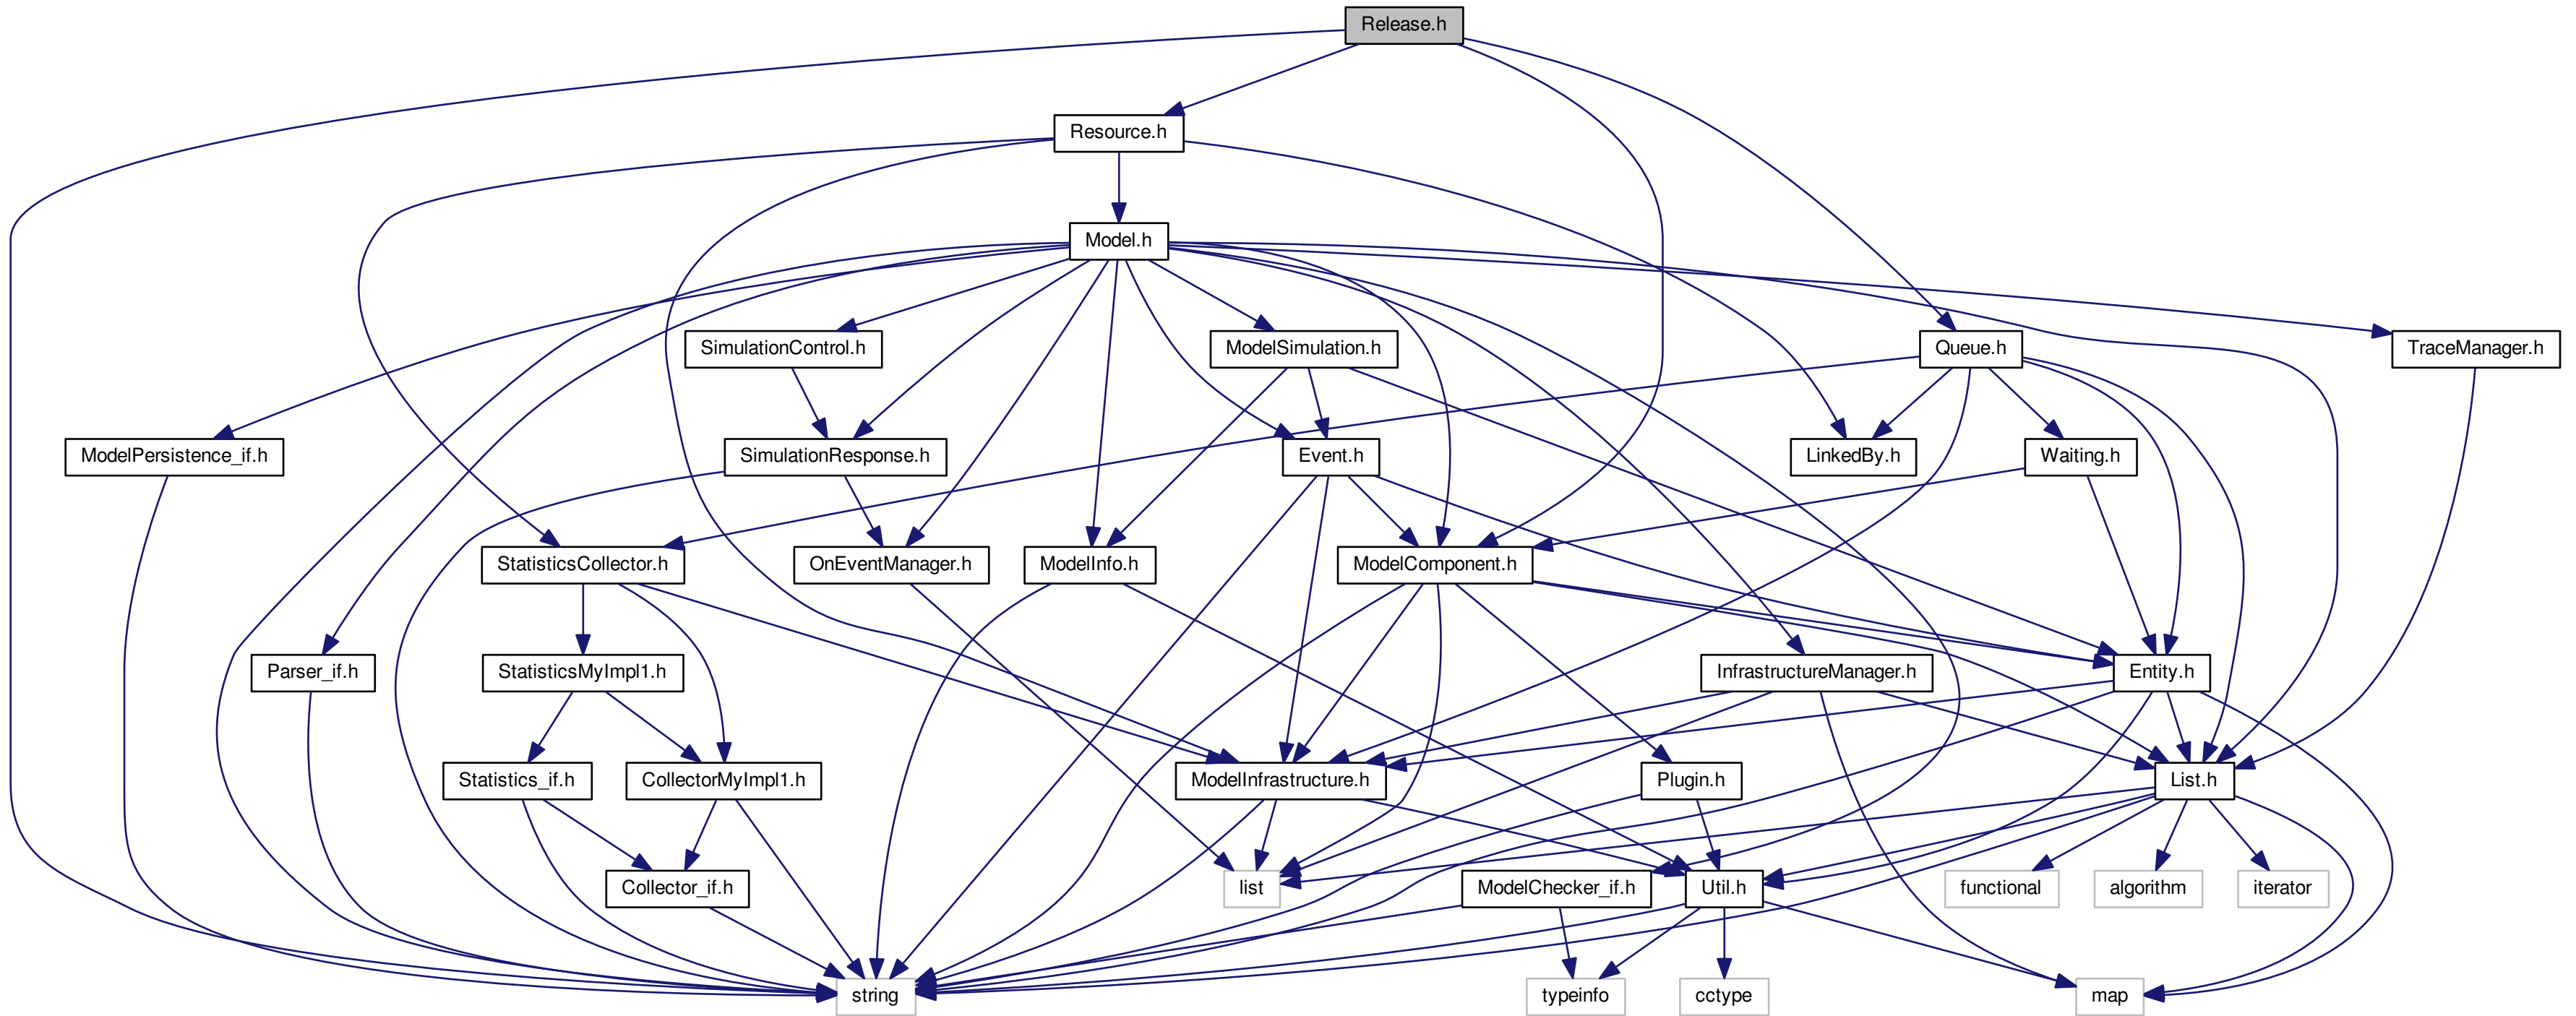 Release.h
Resource.h
Model.h
SimulationControl.h
ModelSimulation.h
Queue.h
TraceManager.h
ModelPersistence_if.h
SimulationResponse.h
Event.h
LinkedBy.h
Waiting.h
StatisticsCollector.h
OnEventManager.h
ModelInfo.h
ModelComponent.h
Parser_if.h
StatisticsMyImpl1.h
InfrastructureManager.h
Entity.h
Statistics_if.h
CollectorMyImpl1.h
ModelInfrastructure.h
Plugin.h
List.h
Collector_if.h
list
ModelChecker_if.h
Util.h
functional
algorithm
iterator
string
typeinfo
cctype
map